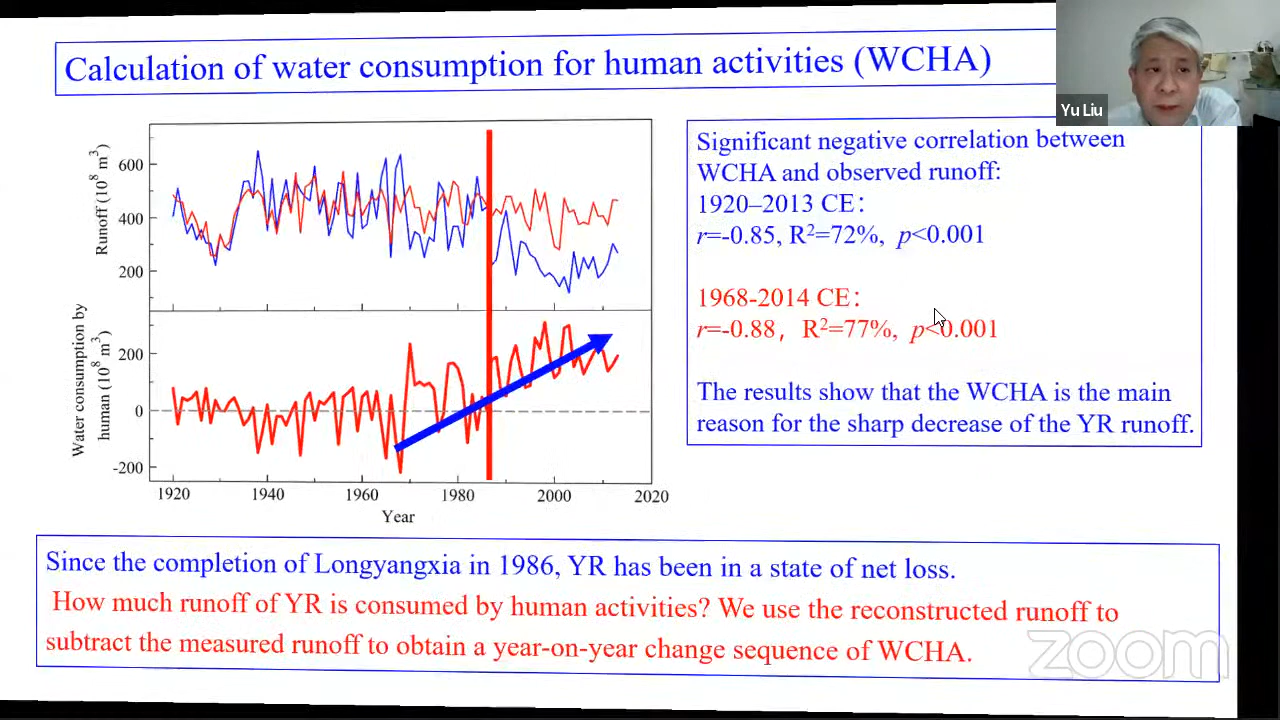 Calculation of water consumption for human activities (WCHA)
Yu Liu
Runoff (10⁸ m³)
600
400
200
Water consumption by
human (10⁸ m³)
200
0
-200
1920 1940 1960 1980 2000 2020
Year
Significant negative correlation between
WCHA and observed runoff:
1920–2013 CE：
r=-0.85, R²=72%, p<0.001
1968-2014 CE：
r=-0.88, R²=77%, p<0.001
The results show that the WCHA is the main
reason for the sharp decrease of the YR runoff.
Since the completion of Longyangxia in 1986, YR has been in a state of net loss.
How much runoff of YR is consumed by human activities? We use the reconstructed runoff to
subtract the measured runoff to obtain a year-on-year change sequence of WCHA.
zoom